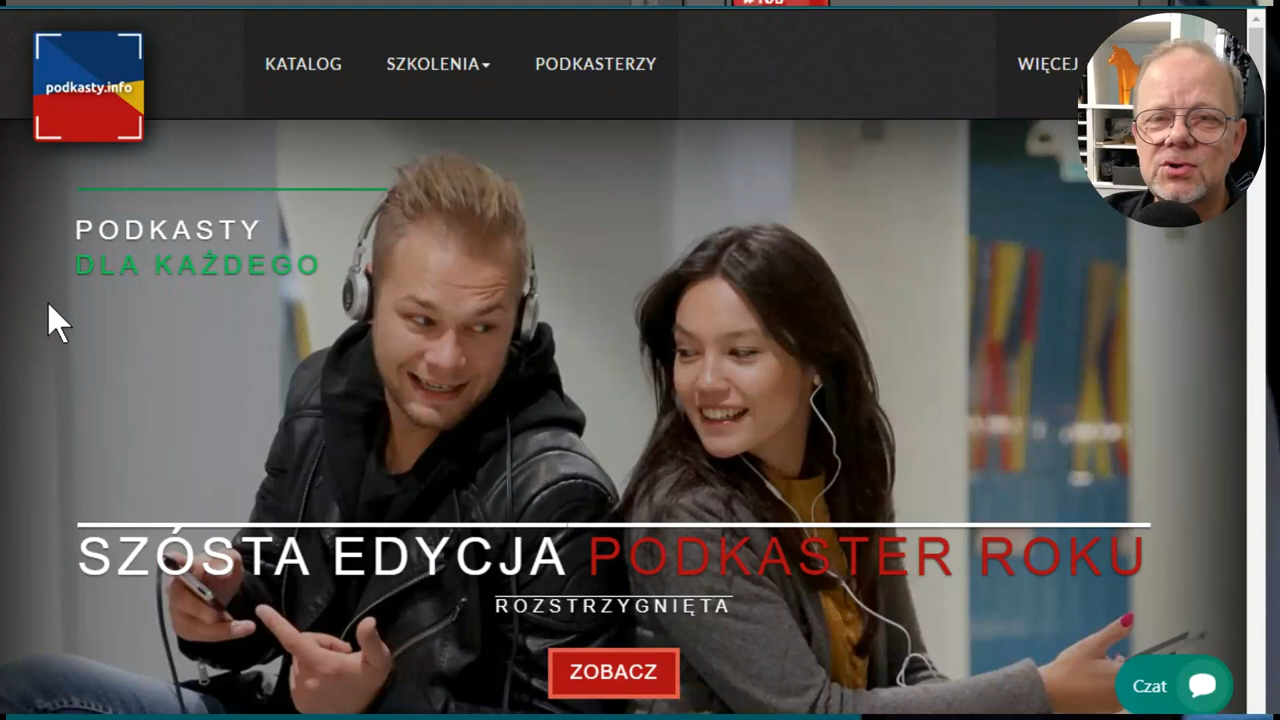 podkasty.info
KATALOG
SZKOLENIA
PODKASTERZY
WIĘCEJ
PODKASTY
DLA KAŻDEGO
SZÓSTA EDYCJA PODKASTER ROKU
ROZSTRZYGNIĘTA
ZOBACZ
Czat